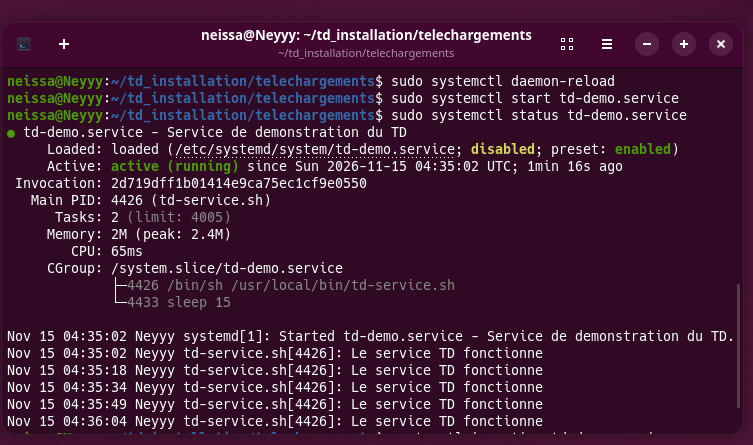 neissa@Neyyy: ~/td_installation/telechargements
~/td_installation/telechargements
neissa@Neyyy:~/td_installation/telechargements$ sudo systemctl daemon-reload
neissa@Neyyy:~/td_installation/telechargements$ sudo systemctl start td-demo.service
neissa@Neyyy:~/td_installation/telechargements$ sudo systemctl status td-demo.service
● td-demo.service - Service de demonstration du TD
Loaded: loaded (/etc/systemd/system/td-demo.service; disabled; preset: enabled)
Active: active (running) since Sun 2026-11-15 04:35:02 UTC; 1min 16s ago
Invocation: 2d719dff1b01414e9ca75ec1cf9e0550
Main PID: 4426 (td-service.sh)
Tasks: 2 (limit: 4005)
Memory: 2M (peak: 2.4M)
CPU: 65ms
CGroup: /system.slice/td-demo.service
├─4426 /bin/sh /usr/local/bin/td-service.sh
└─4433 sleep 15
Nov 15 04:35:02 Neyyy systemd[1]: Started td-demo.service - Service de demonstration du TD.
Nov 15 04:35:02 Neyyy td-service.sh[4426]: Le service TD fonctionne
Nov 15 04:35:18 Neyyy td-service.sh[4426]: Le service TD fonctionne
Nov 15 04:35:34 Neyyy td-service.sh[4426]: Le service TD fonctionne
Nov 15 04:35:49 Neyyy td-service.sh[4426]: Le service TD fonctionne
Nov 15 04:36:04 Neyyy td-service.sh[4426]: Le service TD fonctionne